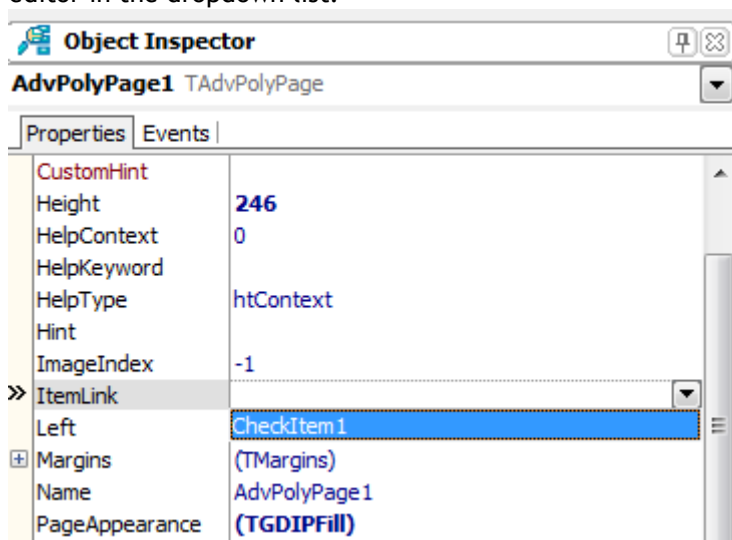 editor in the dropdown list.
Object Inspector
AdvPolyPage1 TAdvPolyPage
Properties Events
CustomHint
Height 246
HelpContext 0
HelpKeyword
HelpType htContext
Hint
ImageIndex -1
ItemLink
Left CheckItem1
Margins (TMargins)
Name AdvPolyPage1
PageAppearance (TGDIPFill)